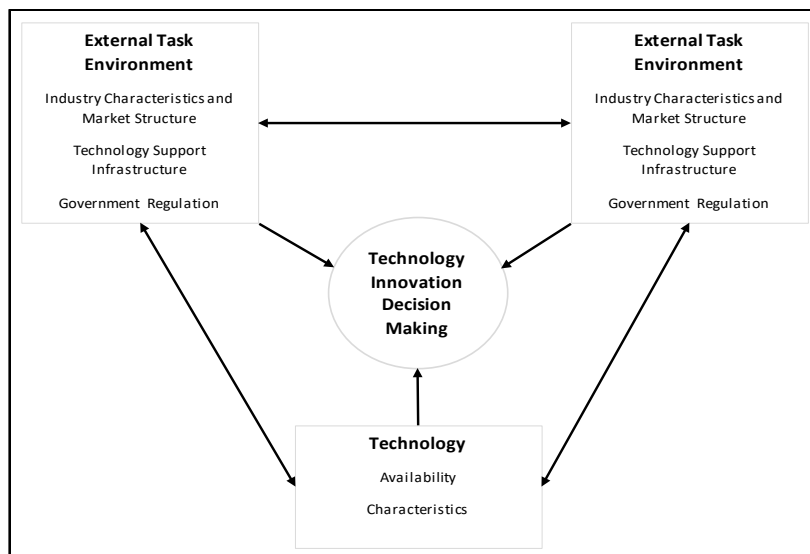 External Task
Environment
Industry Characteristics and
Market Structure
Technology Support
Infrastructure
Government Regulation
External Task
Environment
Industry Characteristics and
Market Structure
Technology Support
Infrastructure
Government Regulation
Technology
Innovation
Decision
Making
Technology
Availability
Characteristics